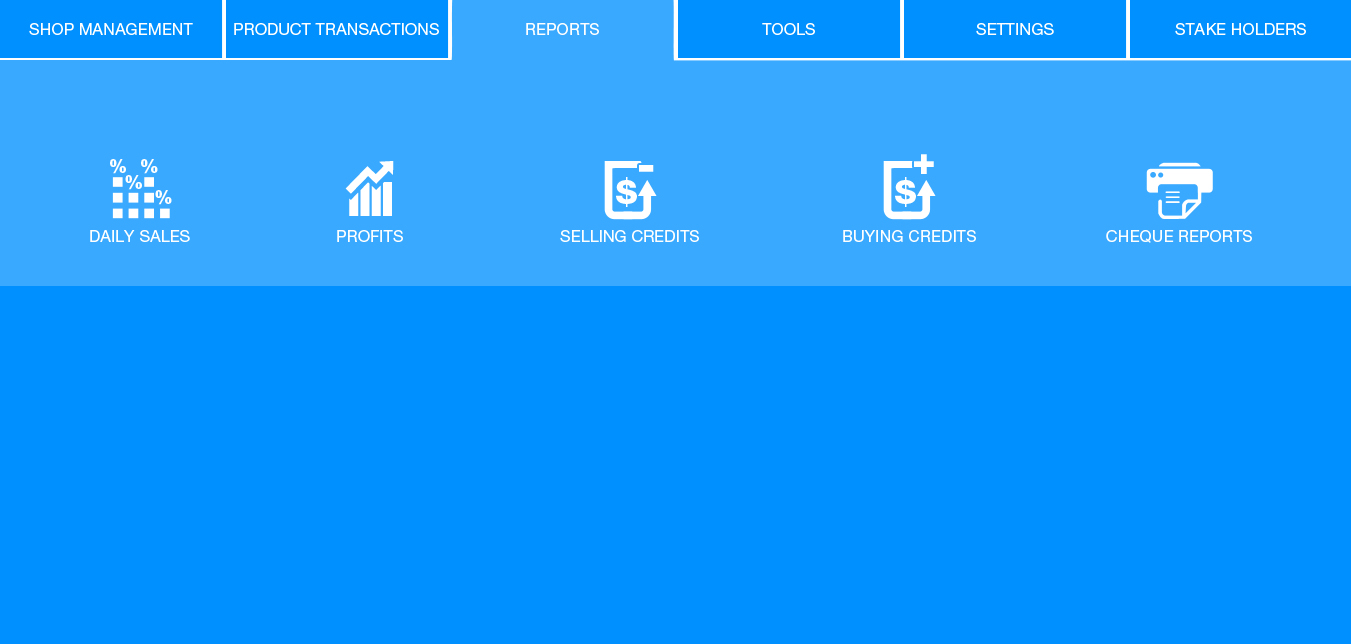 SHOP MANAGEMENT
PRODUCT TRANSACTIONS
REPORTS
TOOLS
SETTINGS
STAKE HOLDERS
% %
%
%
$
$
DAILY SALES
PROFITS
SELLING CREDITS
BUYING CREDITS
CHEQUE REPORTS